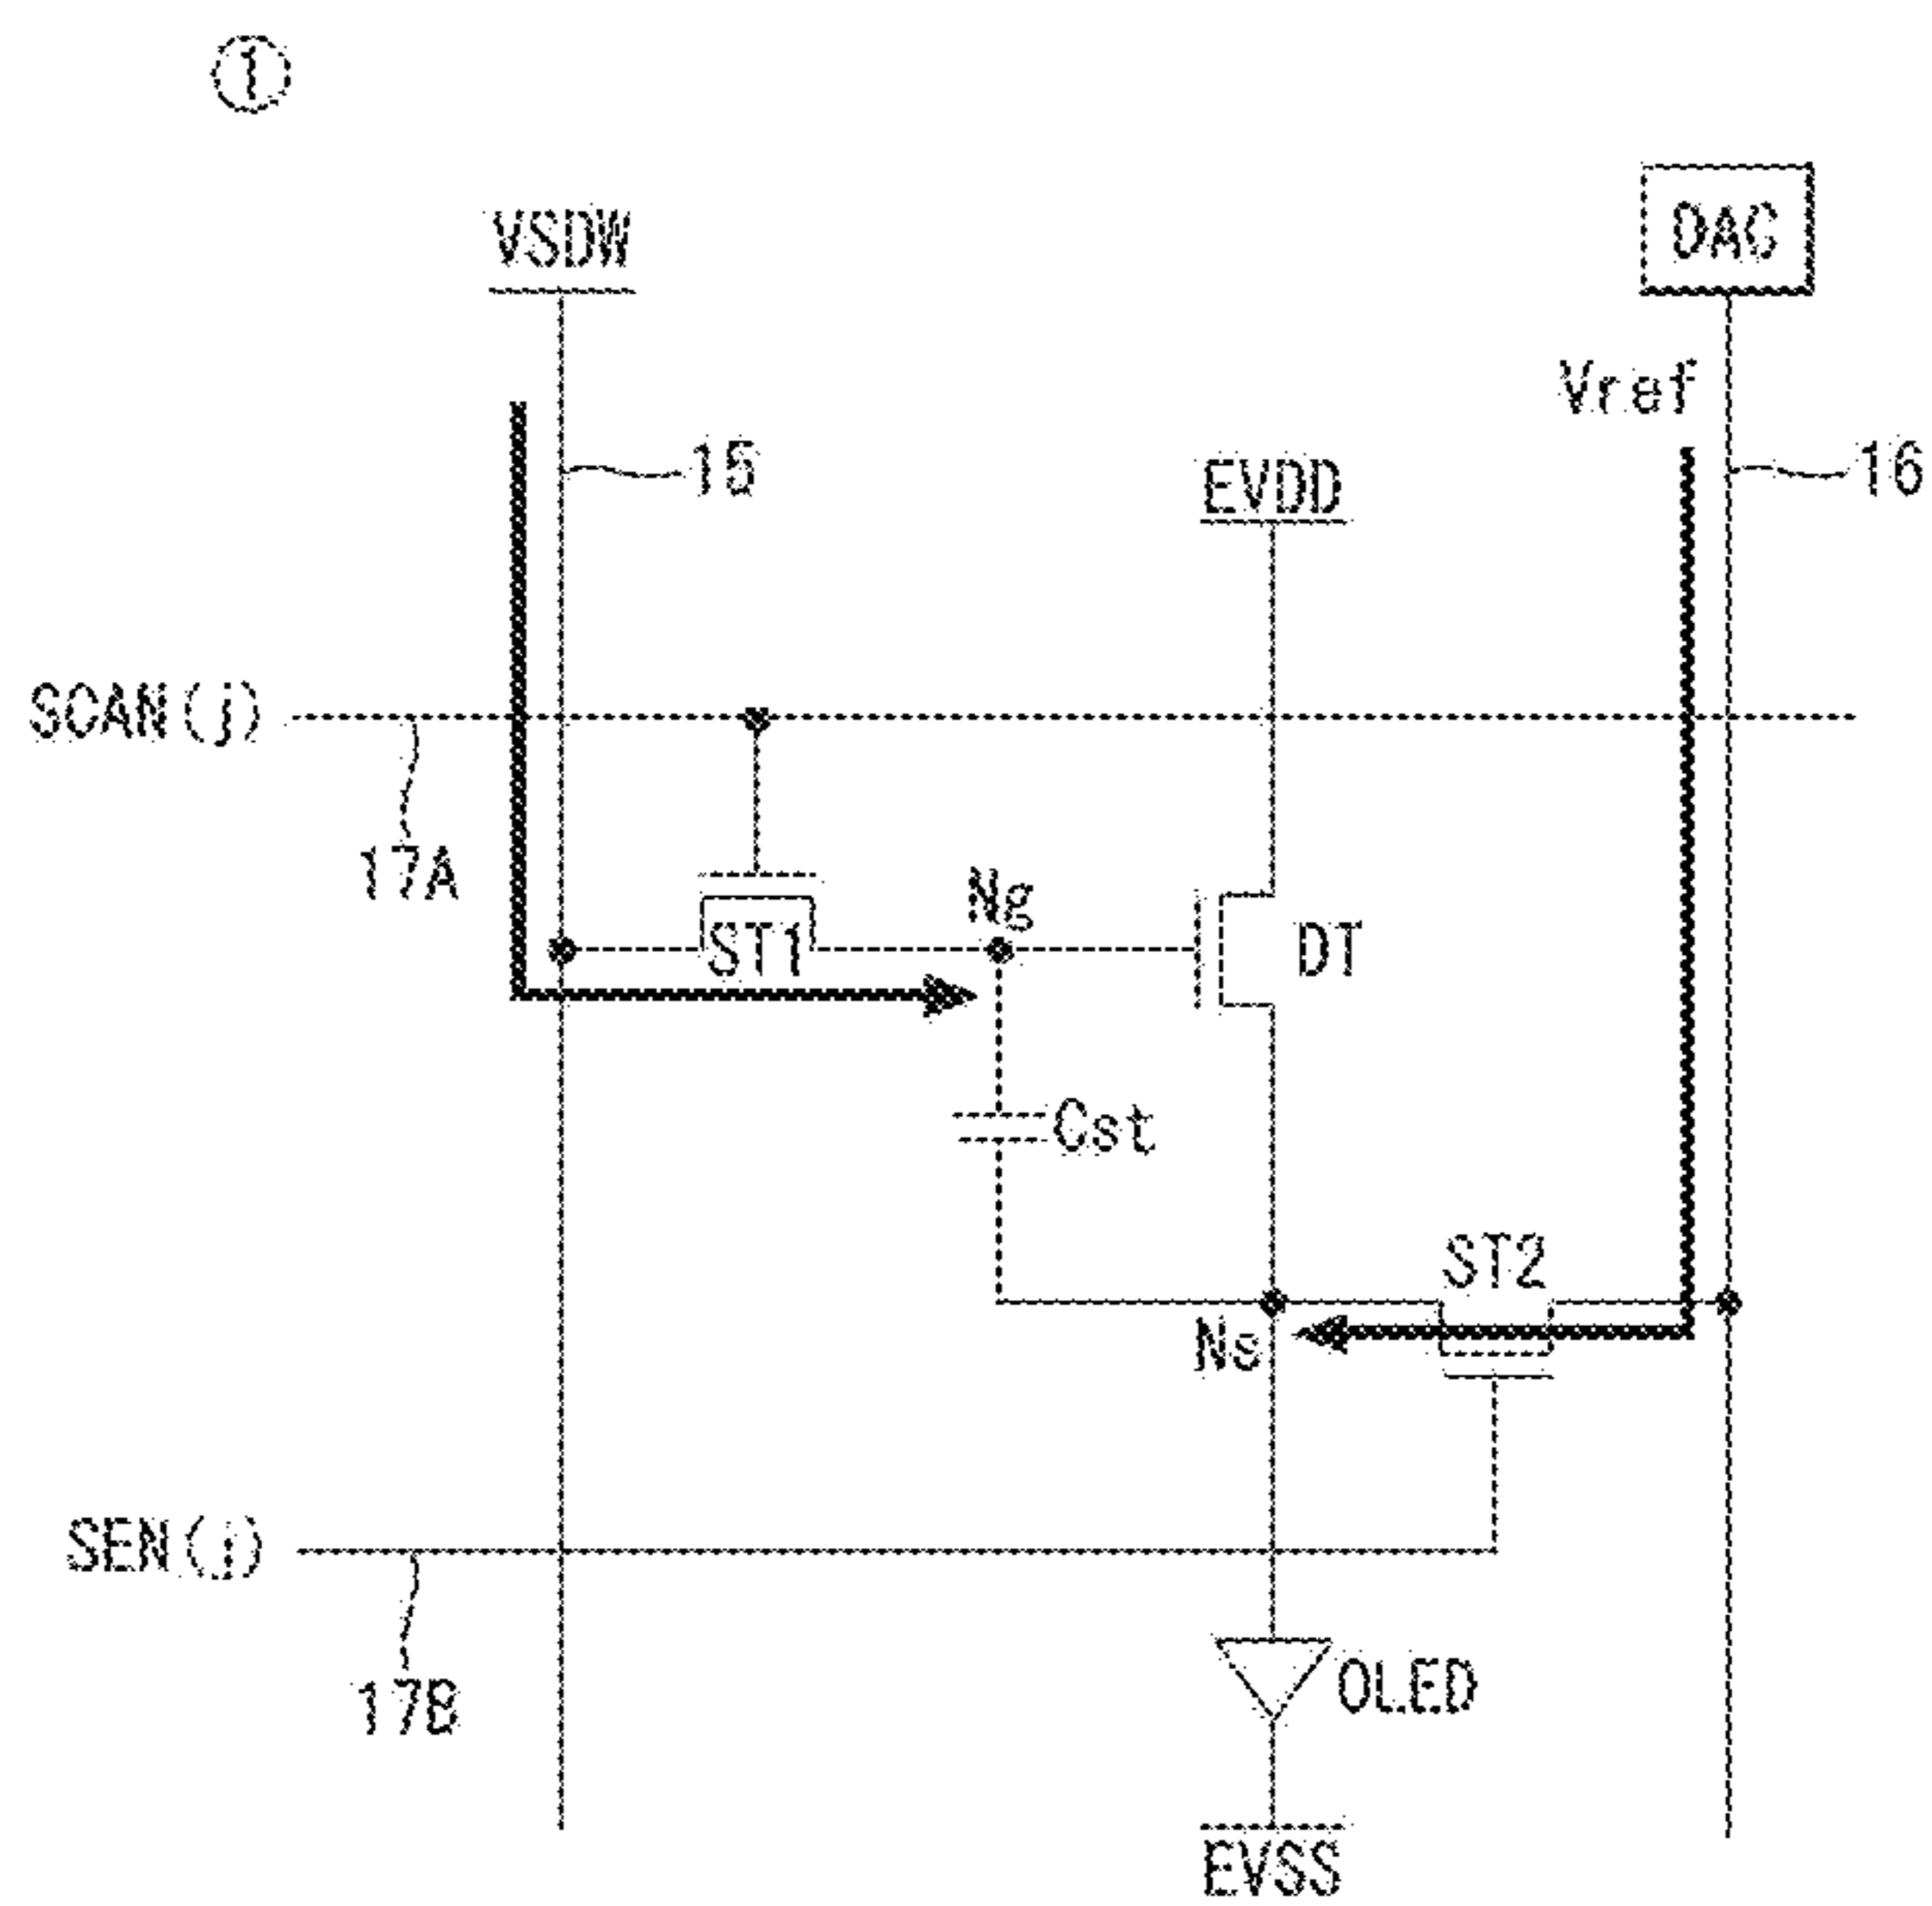 ①
VSDW
DAC
Vref
15
EVDD
16
SCAN(j)
17A
Ng
ST1
DT
Cst
ST2
Ns
SEN(j)
17B
OLED
EVSS